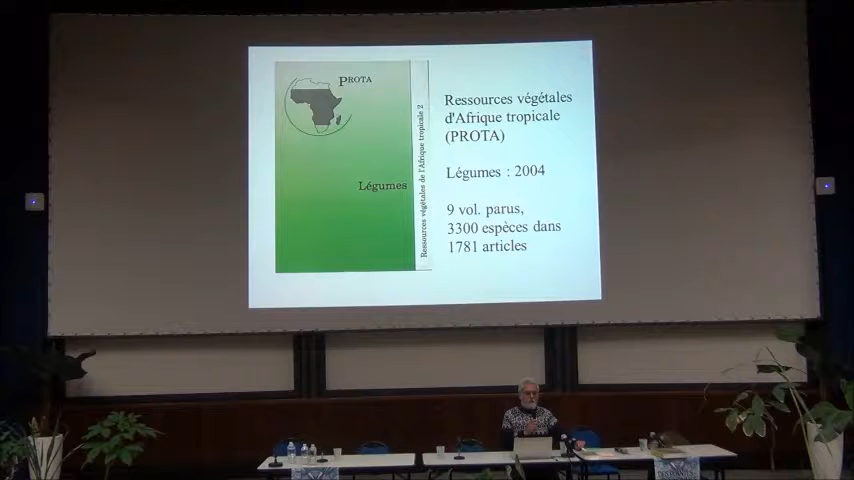 PROTA
Légumes
Ressources végétales de l'Afrique tropicale 2
Ressources végétales
d'Afrique tropicale
(PROTA)
Légumes : 2004
9 vol. parus,
3300 espèces dans
1781 articles